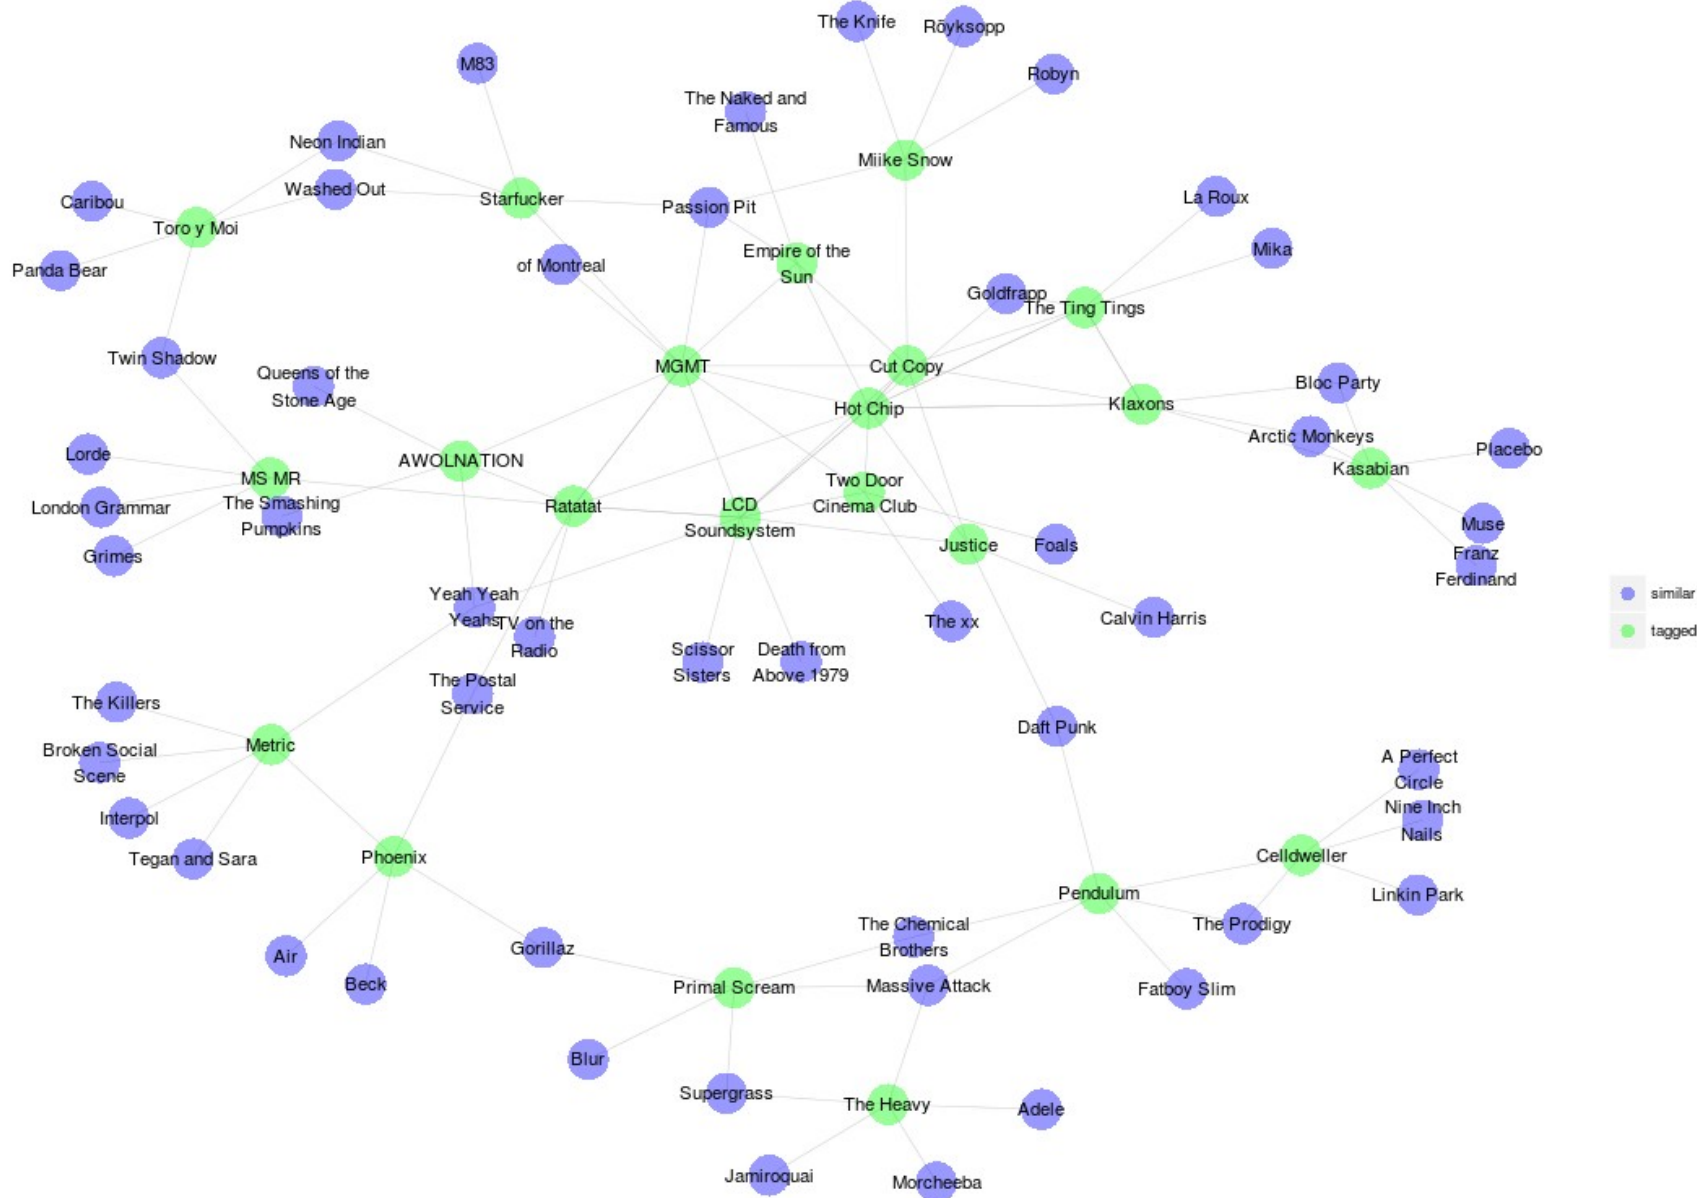 The Knife
Röyksopp
M83
Robyn
The Naked and
Famous
Neon Indian
Miike Snow
Washed Out
Caribou
Starfucker
Passion Pit
La Roux
Toro y Moi
Empire of the
Sun
Mika
Panda Bear
of Montreal
Goldfrapp
The Ting Tings
Twin Shadow
MGMT
Cut Copy
Queens of the
Stone Age
Bloc Party
Hot Chip
Klaxons
Arctic Monkeys
Placebo
Lorde
AWOLNATION
Kasabian
MS MR
London Grammar
The Smashing
Pumpkins
Ratatat
LCD
Soundsystem
Two Door
Cinema Club
Muse
Grimes
Justice
Foals
Franz
Ferdinand
Yeah Yeah
Yeahs
similar
TV on the
Radio
The xx
Calvin Harris
tagged
Scissor
Sisters
Death from
Above 1979
The Postal
Service
The Killers
Daft Punk
Metric
Broken Social
Scene
A Perfect
Circle
Interpol
Nine Inch
Nails
Tegan and Sara
Phoenix
Celldweller
Pendulum
Linkin Park
The Chemical
Brothers
The Prodigy
Gorillaz
Air
Beck
Primal Scream
Massive Attack
Fatboy Slim
Blur
Supergrass
The Heavy
Adele
Jamiroquai
Morcheeba